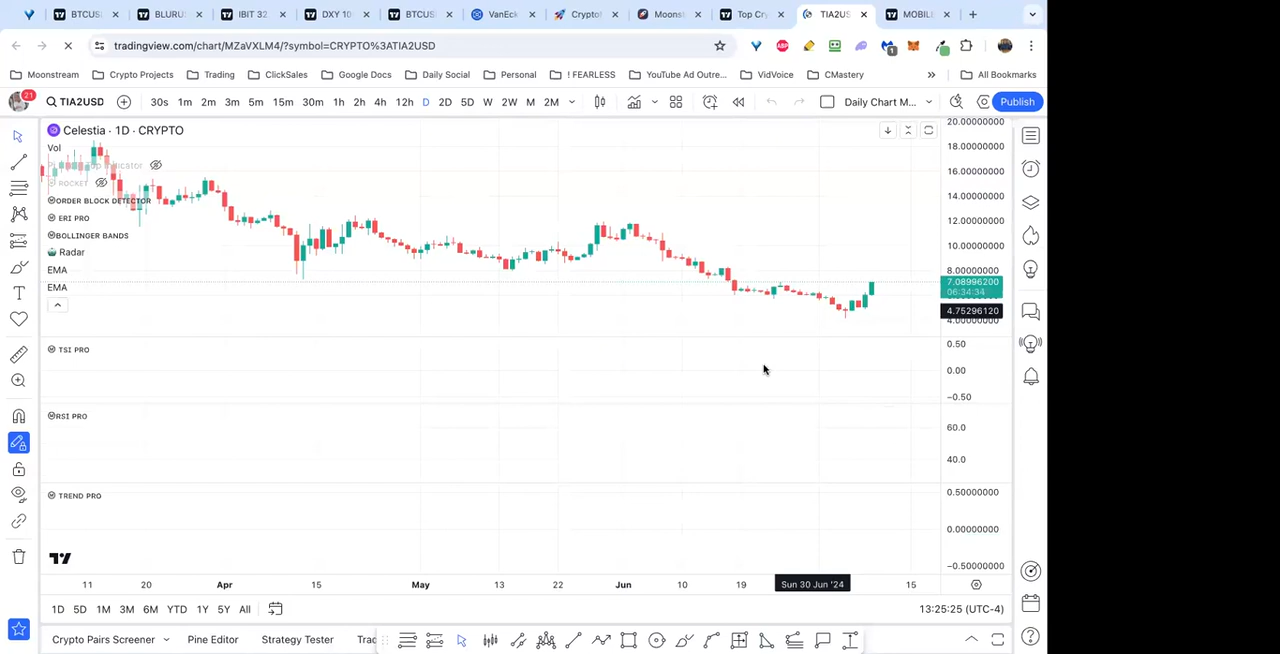 BTCUS
BLURU
IBIT 32
DXY 10
BTCUS
VanEck
Crypto
Moonst
Top Cry
TIA2US
MOBILE
tradingview.com/chart/MZaVXLM4/?symbol=CRYPTO%3ATIA2USD
ABP
1
Moonstream
Crypto Projects
Trading
ClickSales
Google Docs
Daily Social
Personal
! FEARLESS
YouTube Ad Outre...
VidVoice
CMastery
»
All Bookmarks
21
TIA2USD
30s 1m 2m 3m 5m 15m 30m 1h 2h 4h 12h D 2D 5D W 2W M 2M
Daily Chart M...
Publish
Celestia · 1D · CRYPTO
Vol
ROCKET
ORDER BLOCK DETECTOR
ERI PRO
BOLLINGER BANDS
Radar
EMA
EMA
20.00000000
18.00000000
16.00000000
14.00000000
12.00000000
10.00000000
8.00000000
7.08996200
06:34:34
4.75296120
4.00000000
TSI PRO
0.50
0.00
−0.50
RSI PRO
60.0
40.0
TREND PRO
0.50000000
0.00000000
−0.50000000
11 20 Apr 15 May 13 22 Jun 10 19 Sun 30 Jun '24 15
1D 5D 1M 3M 6M YTD 1Y 5Y All
13:25:25 (UTC-4)
Crypto Pairs Screener
Pine Editor
Strategy Tester
Trac